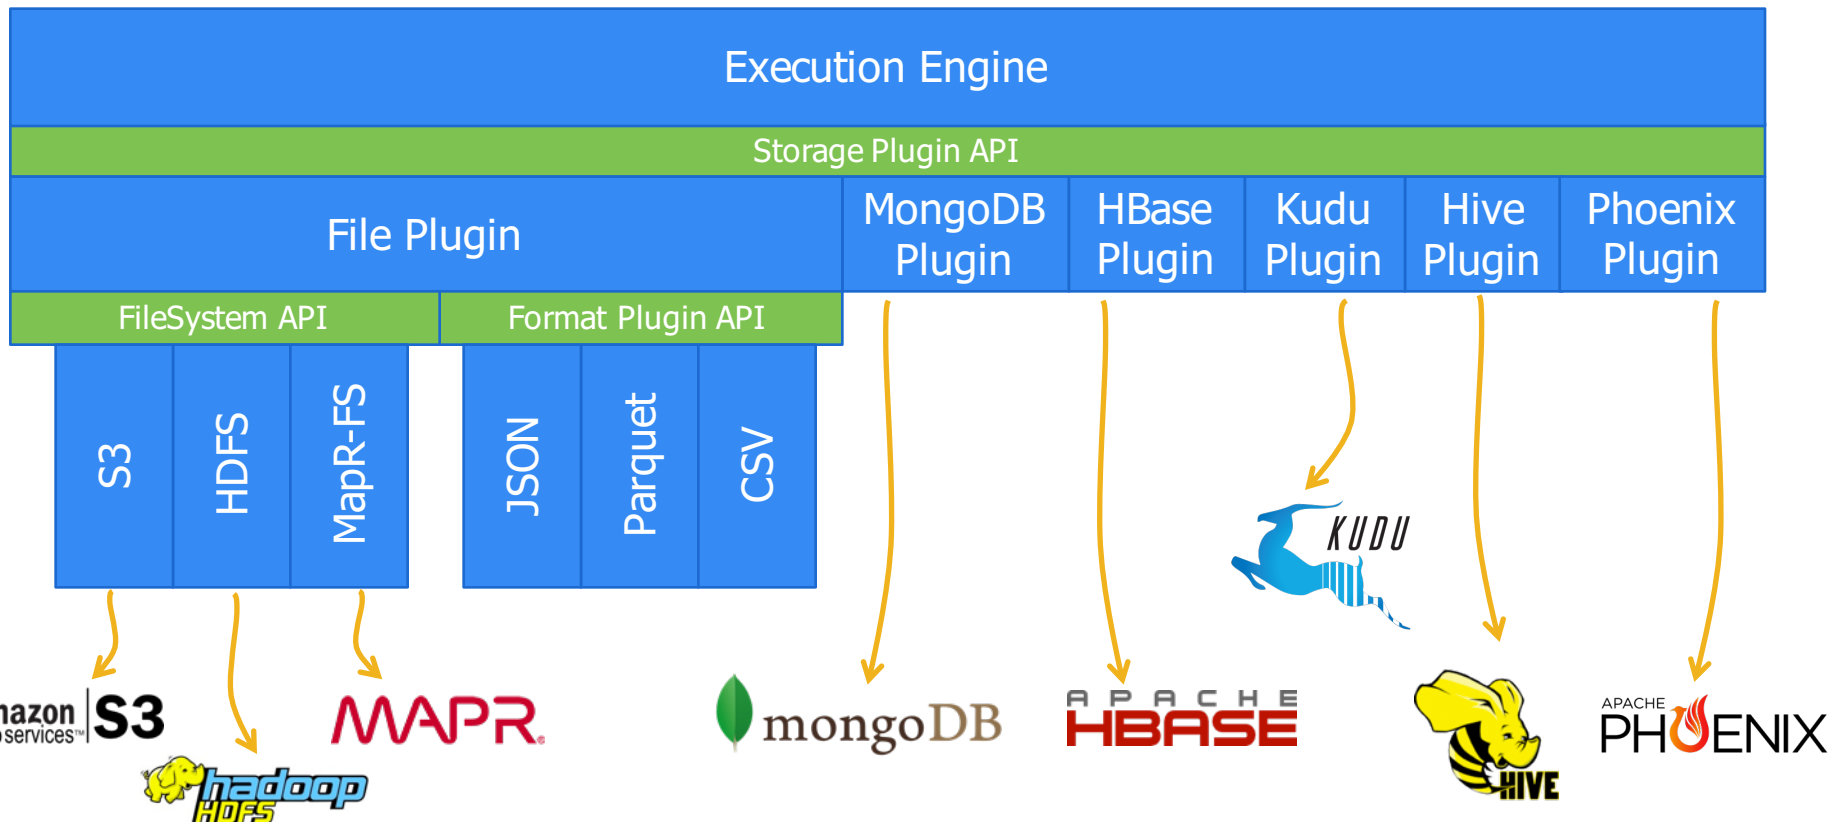 Execution Engine
Storage Plugin API
File Plugin
MongoDB
Plugin
HBase
Plugin
Kudu
Plugin
Hive
Plugin
Phoenix
Plugin
FileSystem API
Format Plugin API
S3
HDFS
MapR-FS
JSON
Parquet
CSV
KUDU
S3
services™
MAPR
mongoDB
APACHE
HBASE
HIVE
APACHE
PHOENIX
hadoop
HDFS